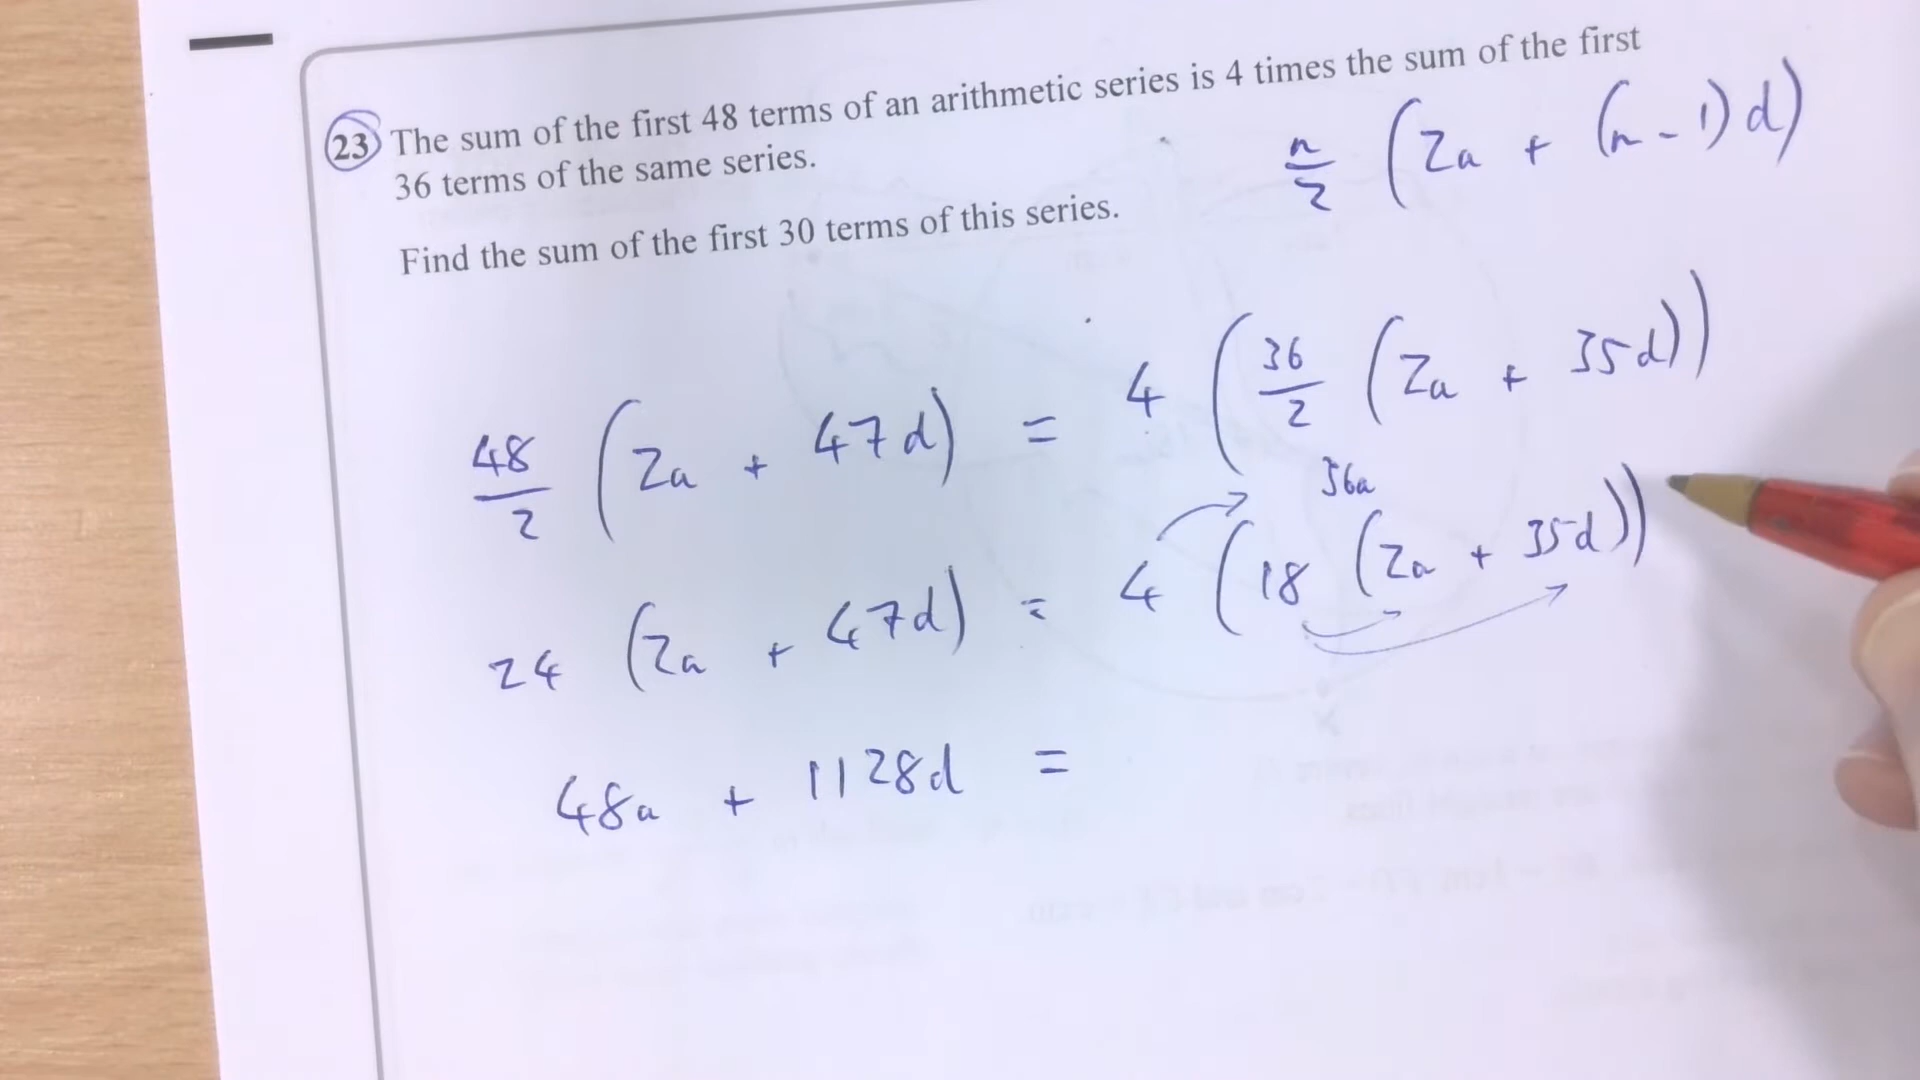 23 The sum of the first 48 terms of an arithmetic series is 4 times the sum of the first
36 terms of the same series.
n/2 (2a + (n - 1)d)
Find the sum of the first 30 terms of this series.
48/2 (2a + 47d) = 4 (36/2 (2a + 35d))
36a
24 (2a + 47d) = 4 (18 (2a + 35d))
48a + 1128d =